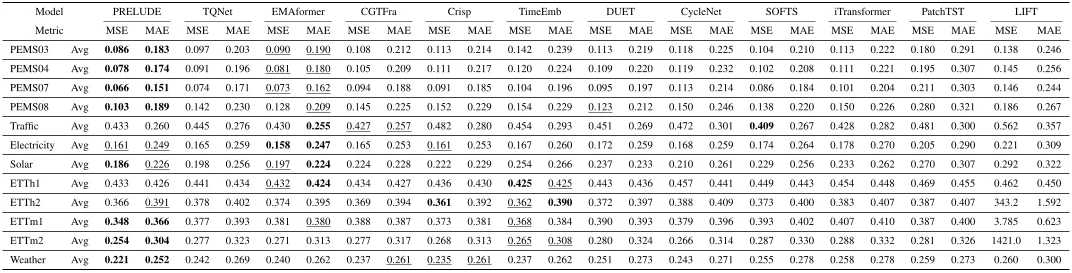 Model PRELUDE TQNet EMAformer CGTFra Crisp TimeEmb DUET CycleNet SOFTS iTransformer PatchTST LIFT
Metric MSE MAE MSE MAE MSE MAE MSE MAE MSE MAE MSE MAE MSE MAE MSE MAE MSE MAE MSE MAE MSE MAE MSE MAE
PEMS03 Avg 0.086 0.183 0.097 0.203 0.090 0.190 0.108 0.212 0.113 0.214 0.142 0.239 0.113 0.219 0.118 0.225 0.104 0.210 0.113 0.222 0.180 0.291 0.138 0.246
PEMS04 Avg 0.078 0.174 0.091 0.196 0.081 0.180 0.105 0.209 0.111 0.217 0.120 0.224 0.109 0.220 0.119 0.232 0.102 0.208 0.111 0.221 0.195 0.307 0.145 0.256
PEMS07 Avg 0.066 0.151 0.074 0.171 0.073 0.162 0.094 0.188 0.091 0.185 0.104 0.196 0.095 0.197 0.113 0.214 0.086 0.184 0.101 0.204 0.211 0.303 0.146 0.244
PEMS08 Avg 0.103 0.189 0.142 0.230 0.128 0.209 0.145 0.225 0.152 0.229 0.154 0.229 0.123 0.212 0.150 0.246 0.138 0.220 0.150 0.226 0.280 0.321 0.186 0.267
Traffic Avg 0.433 0.260 0.445 0.276 0.430 0.255 0.427 0.257 0.482 0.280 0.454 0.293 0.451 0.269 0.472 0.301 0.409 0.267 0.428 0.282 0.481 0.300 0.562 0.357
Electricity Avg 0.161 0.249 0.165 0.259 0.158 0.247 0.165 0.253 0.161 0.253 0.167 0.260 0.172 0.259 0.168 0.259 0.174 0.264 0.178 0.270 0.205 0.290 0.221 0.309
Solar Avg 0.186 0.226 0.198 0.256 0.197 0.224 0.224 0.228 0.222 0.229 0.254 0.266 0.237 0.233 0.210 0.261 0.229 0.256 0.233 0.262 0.270 0.307 0.292 0.322
ETTh1 Avg 0.433 0.426 0.441 0.434 0.432 0.424 0.434 0.427 0.436 0.430 0.425 0.425 0.443 0.436 0.457 0.441 0.449 0.443 0.454 0.448 0.469 0.455 0.462 0.450
ETTh2 Avg 0.366 0.391 0.378 0.402 0.374 0.395 0.369 0.394 0.361 0.392 0.362 0.390 0.372 0.397 0.388 0.409 0.373 0.400 0.383 0.407 0.387 0.407 343.2 1.592
ETTm1 Avg 0.348 0.366 0.377 0.393 0.381 0.380 0.388 0.387 0.373 0.381 0.368 0.384 0.390 0.393 0.379 0.396 0.393 0.402 0.407 0.410 0.387 0.400 3.785 0.623
ETTm2 Avg 0.254 0.304 0.277 0.323 0.271 0.313 0.277 0.317 0.268 0.313 0.265 0.308 0.280 0.324 0.266 0.314 0.287 0.330 0.288 0.332 0.281 0.326 1421.0 1.323
Weather Avg 0.221 0.252 0.242 0.269 0.240 0.262 0.237 0.261 0.235 0.261 0.237 0.262 0.251 0.273 0.243 0.271 0.255 0.278 0.258 0.278 0.259 0.273 0.260 0.300